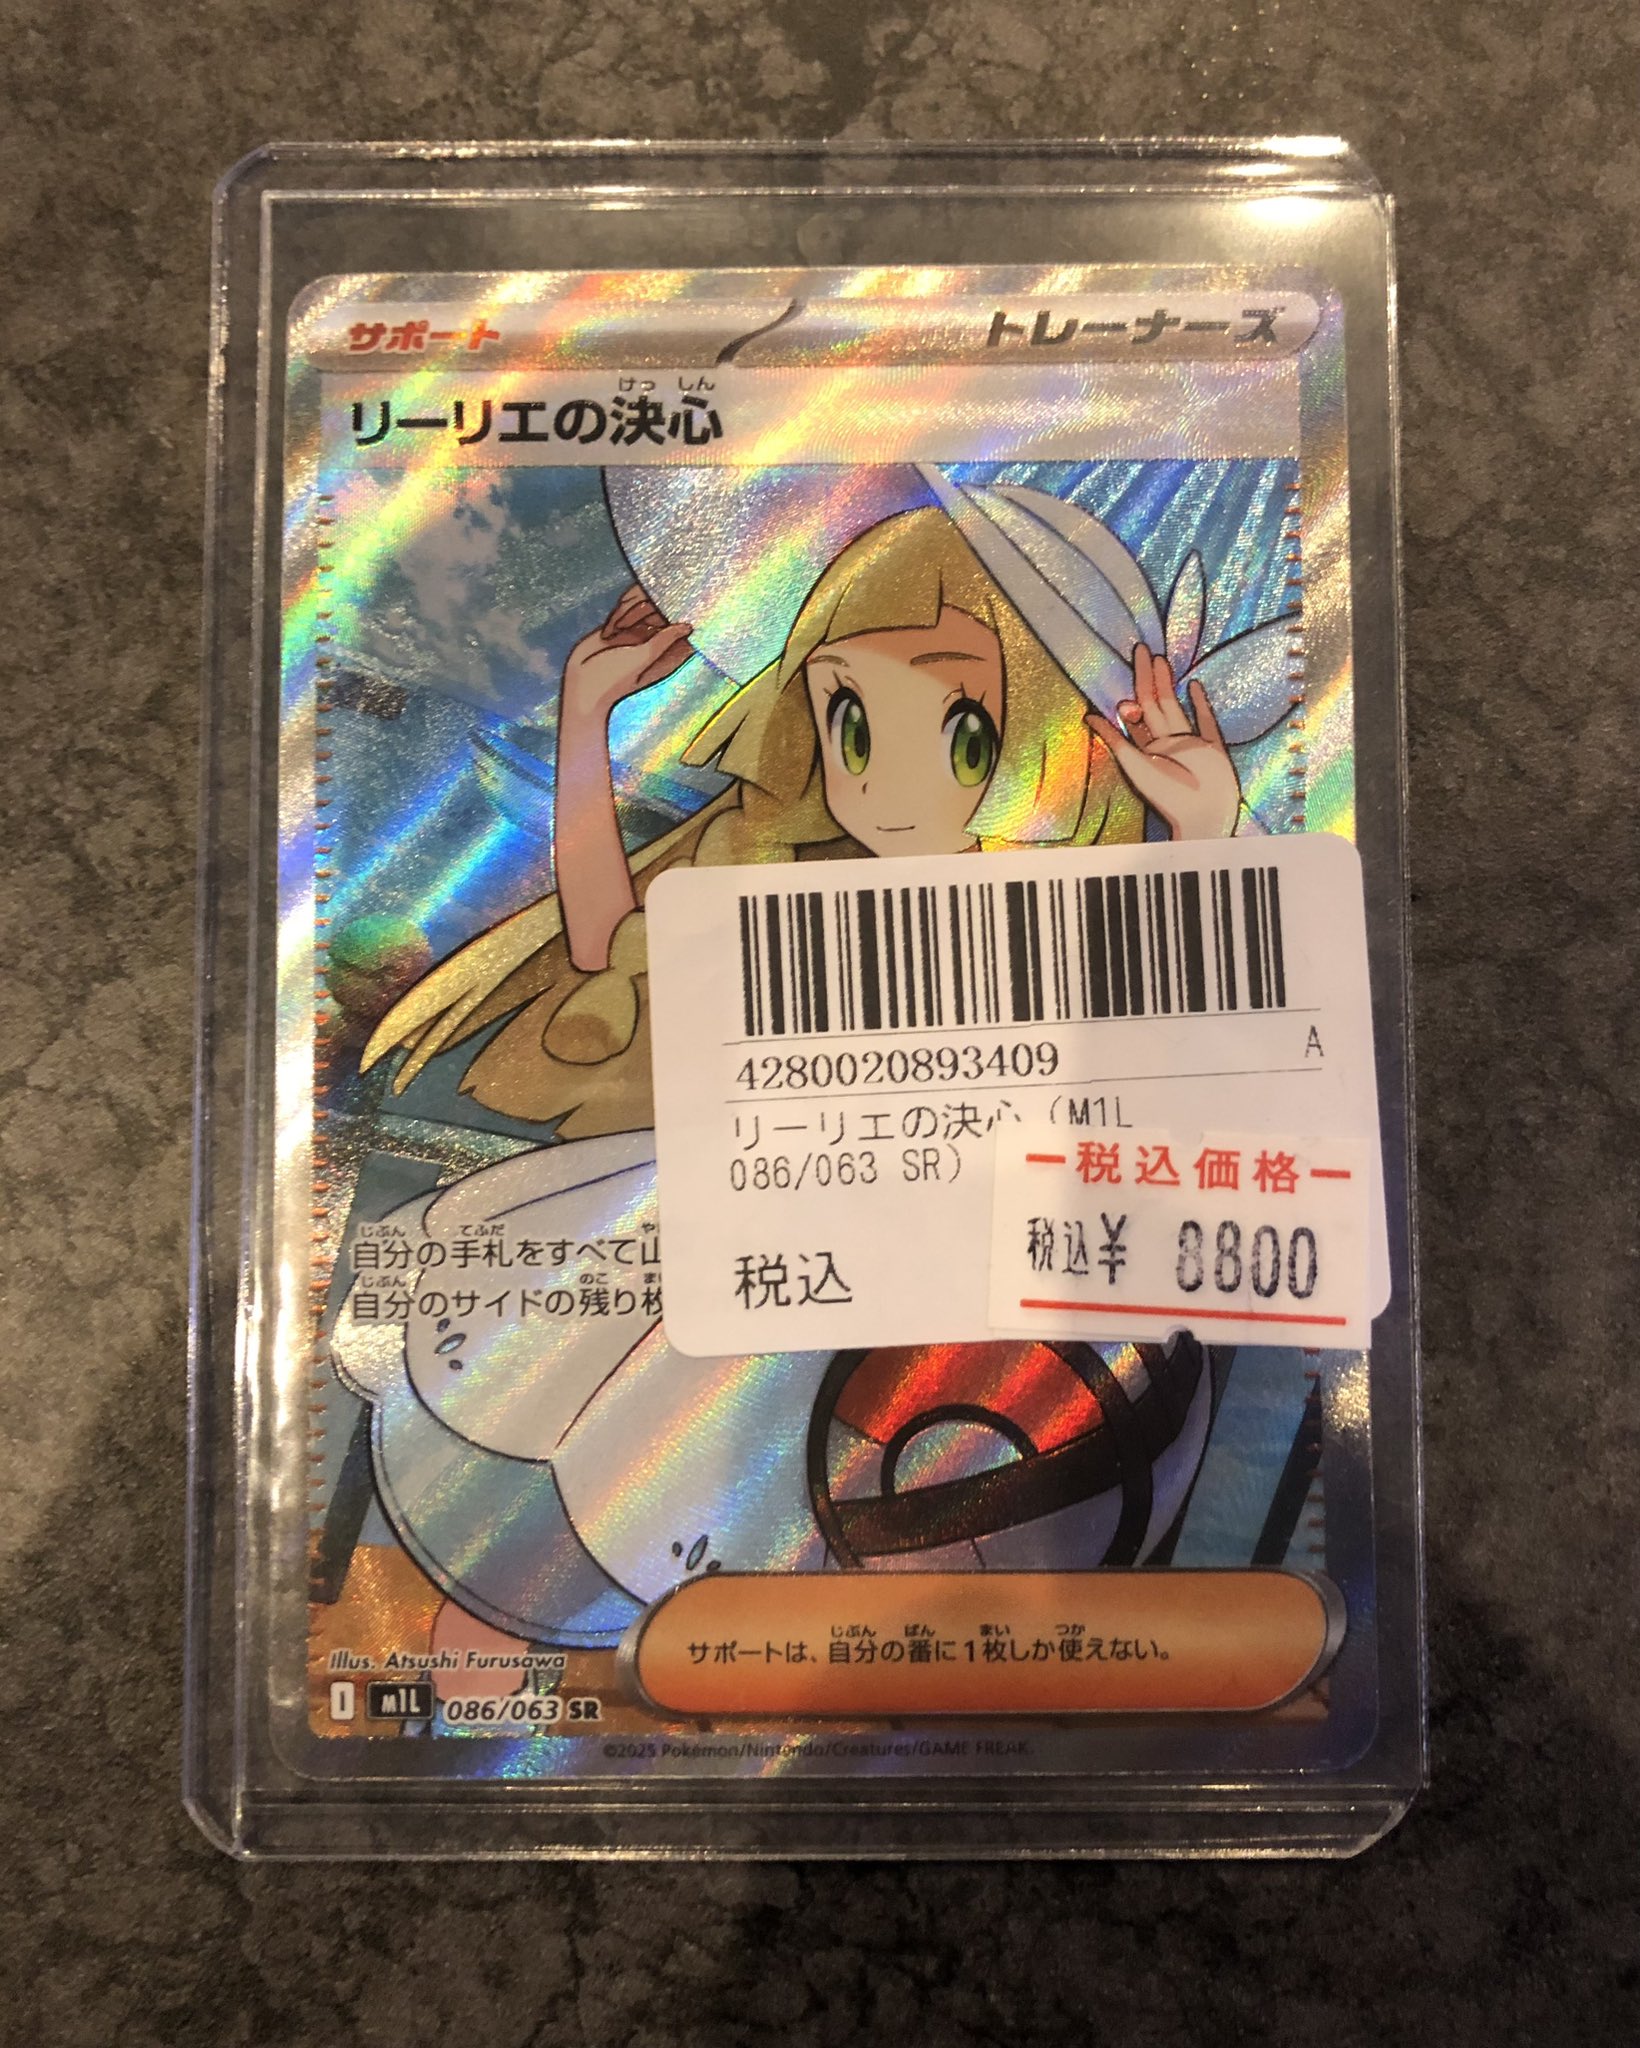 サポート
トレーナーズ
けっ しん
リーリエの決心
4280020893409
A
リーリエの決心（M1L
086/063 SR）
ー税込価格ー
税込¥ 8800
税込
じぶん てふだ
自分の手札をすべて山
じぶん のこ
自分のサイドの残り枚
じぶん ばん まい つか
サポートは、自分の番に1枚しか使えない。
Illus. Atsushi Furusawa
I M1L 086/063 SR
©2025 Pokémon/Nintendo/Creatures/GAME FREAK.